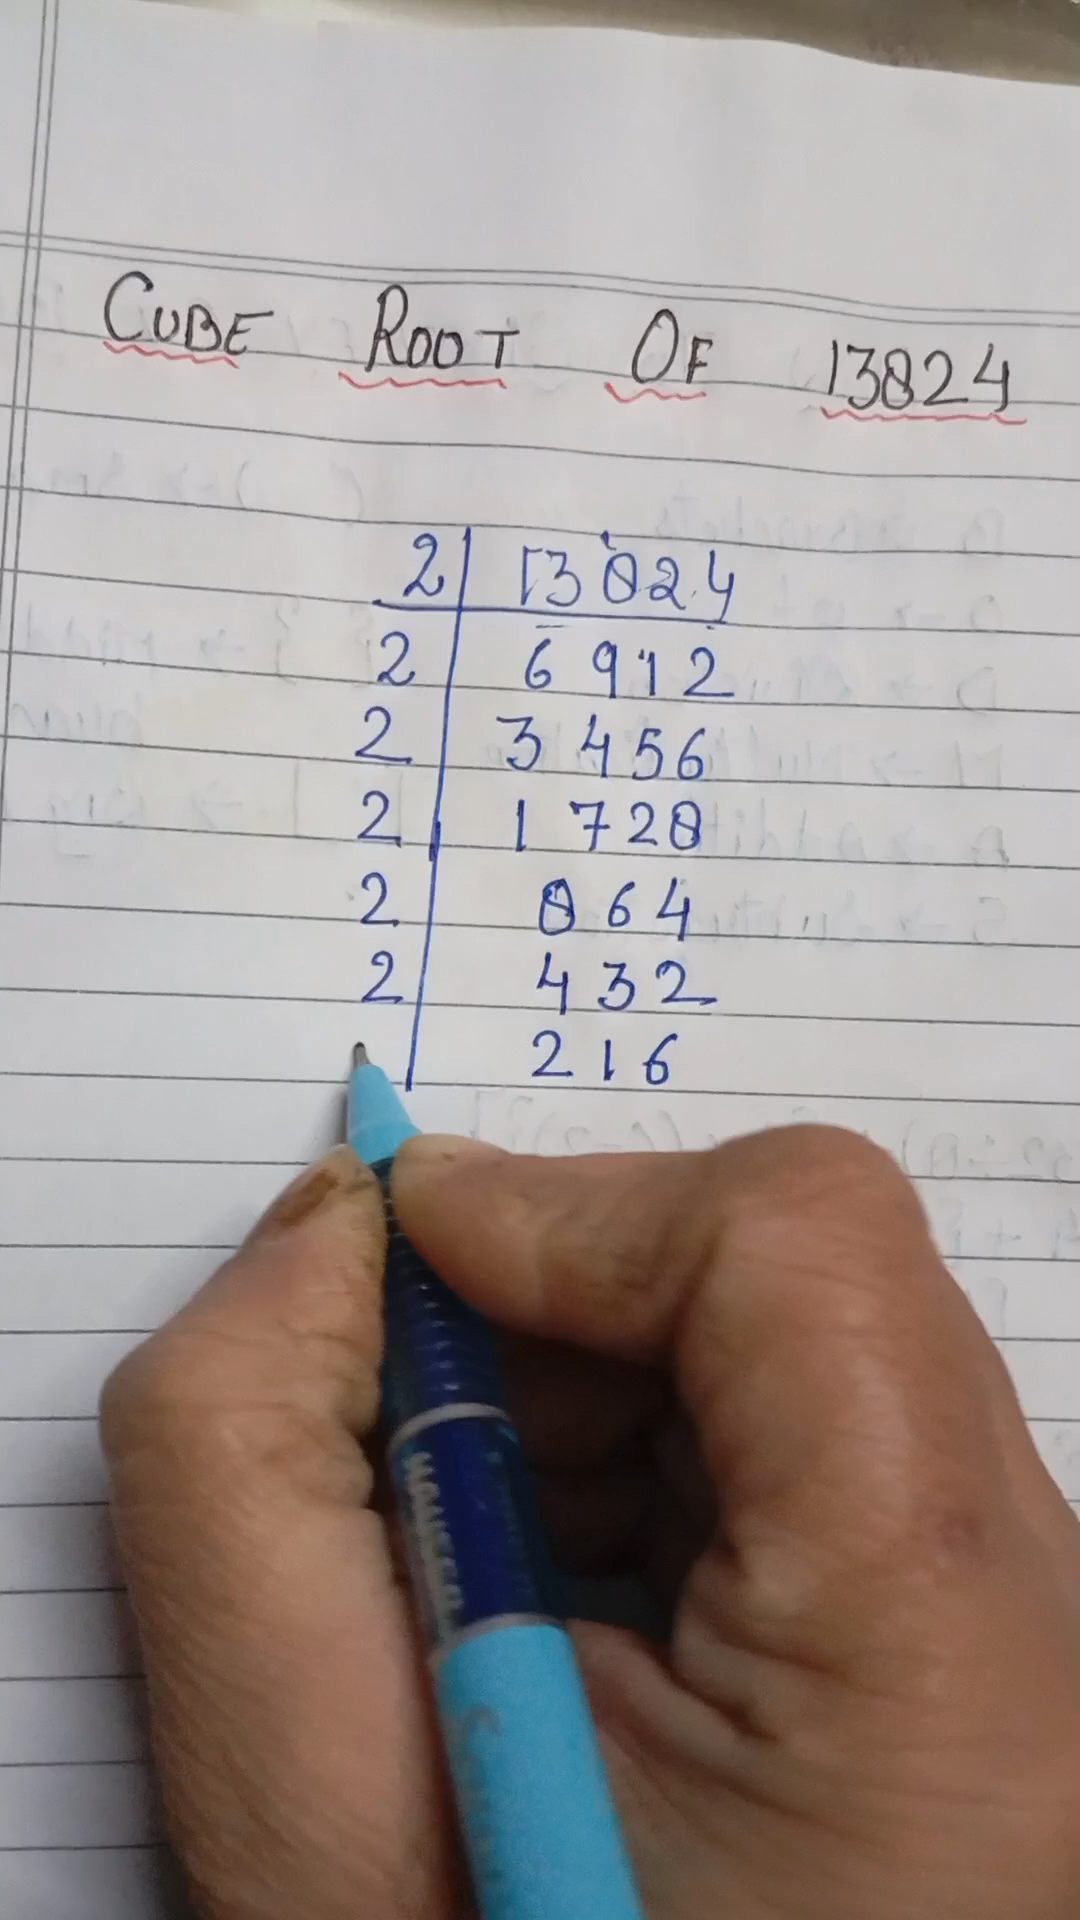 CUBE ROOT OF 13824
2 | 13824
2 | 6912
2 | 3456
2 | 1728
2 | 864
2 | 432
216